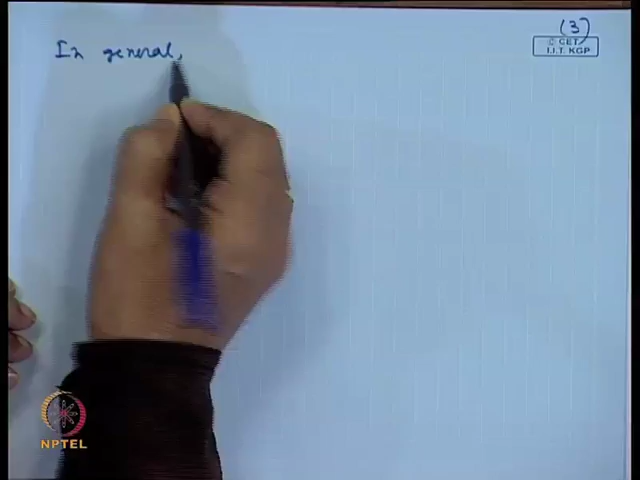 (3)
© CET
I.I.T. KGP
In general,
NPTEL